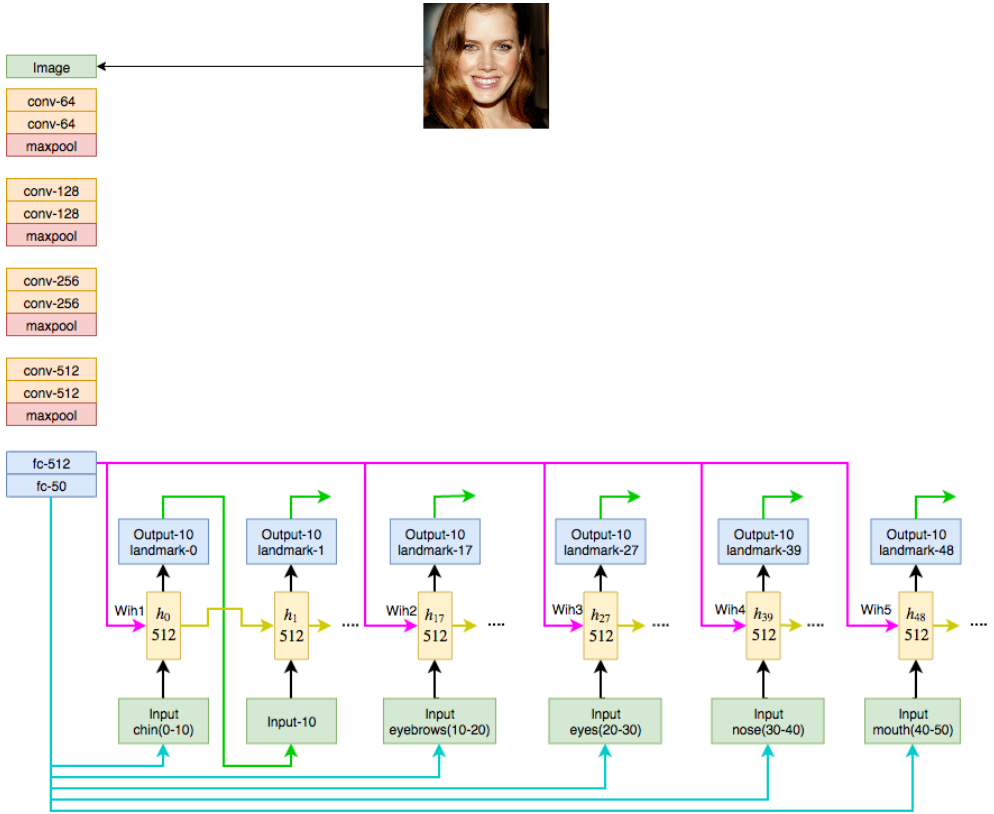 Image
conv-64
conv-64
maxpool
conv-128
conv-128
maxpool
conv-256
conv-256
maxpool
conv-512
conv-512
maxpool
fc-512
fc-50
Output-10
landmark-0
Output-10
landmark-1
Output-10
landmark-17
Output-10
landmark-27
Output-10
landmark-39
Output-10
landmark-48
Wih1
h₀
512
h₁
512
....
Wih2
h₁₇
512
....
Wih3
h₂₇
512
....
Wih4
h₃₉
512
....
Wih5
h₄₈
512
....
Input
chin(0-10)
Input-10
Input
eyebrows(10-20)
Input
eyes(20-30)
Input
nose(30-40)
Input
mouth(40-50)